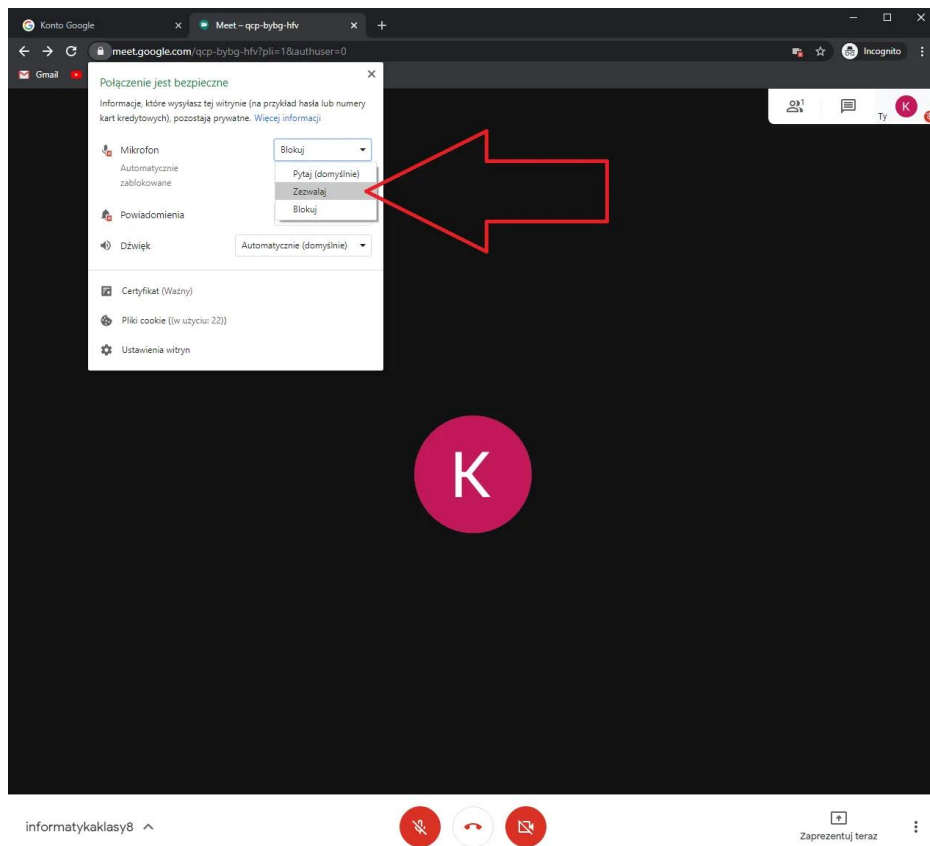 Konto Google
Meet – qcp-bybg-hfv
meet.google.com/qcp-bybg-hfv?pli=1&authuser=0
Incognito
Gmail
Połączenie jest bezpieczne
Informacje, które wysyłasz tej witrynie (na przykład hasła lub numery
kart kredytowych), pozostają prywatne. Więcej informacji
Mikrofon
Blokuj
Automatycznie
zablokowane
Pytaj (domyślnie)
Zezwalaj
Blokuj
Powiadomienia
Dźwięk
Automatycznie (domyślnie)
Certyfikat (Ważny)
Pliki cookie ((w użyciu: 22))
Ustawienia witryn
1
Ty
K
K
informatykaklasy8
Zaprezentuj teraz